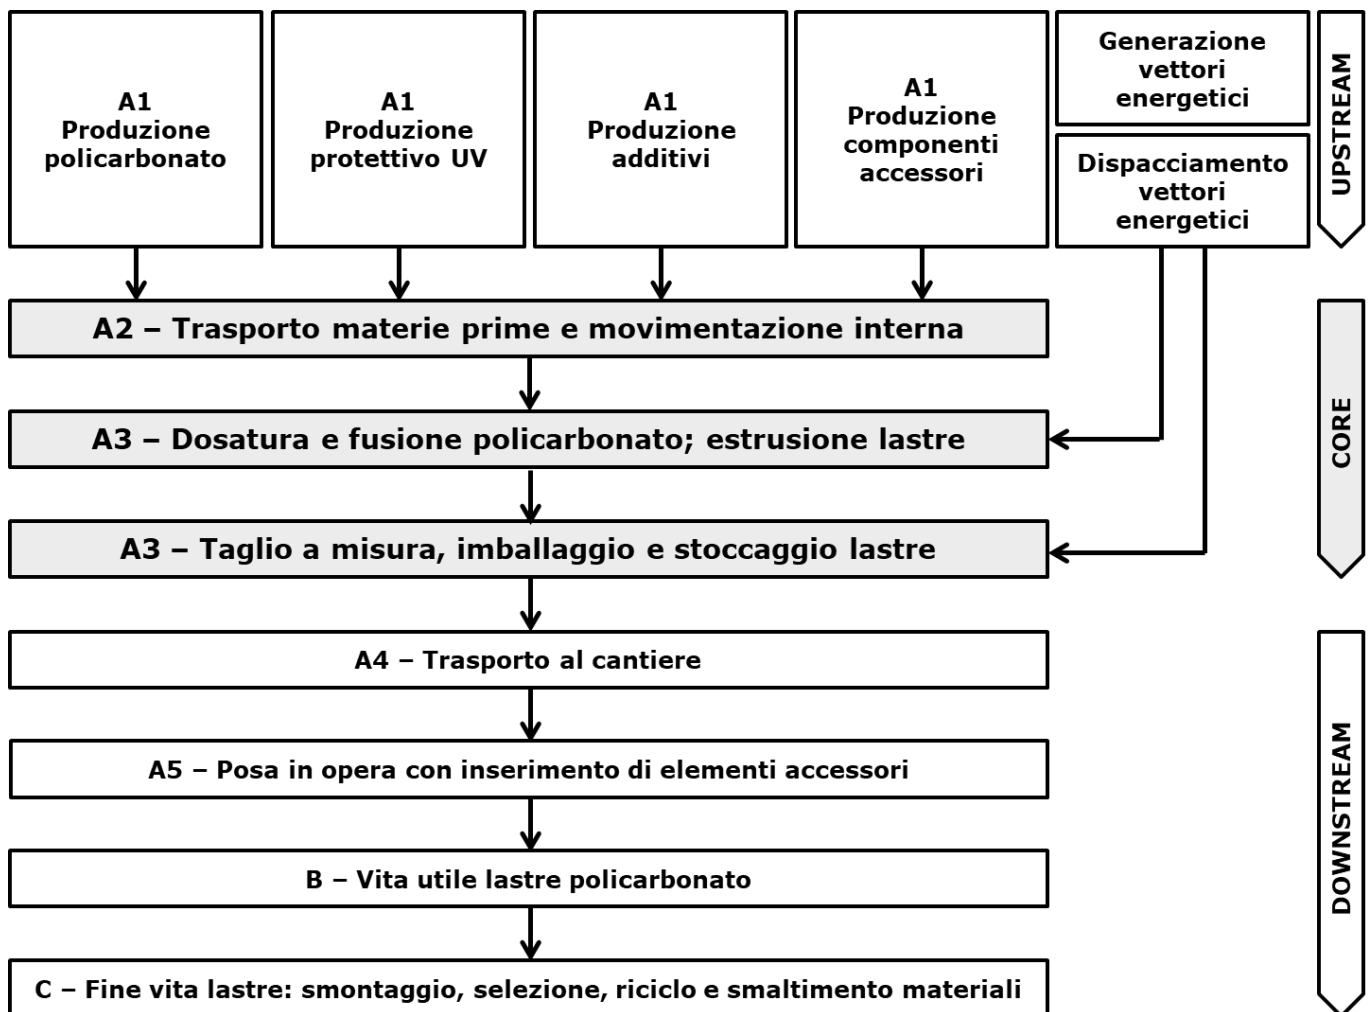 A1
Produzione
policarbonato
A1
Produzione
protettivo UV
A1
Produzione
additivi
A1
Produzione
componenti
accessori
Generazione
vettori
energetici
Dispacciamento
vettori
energetici
UPSTREAM
A2 – Trasporto materie prime e movimentazione interna
A3 – Dosatura e fusione policarbonato; estrusione lastre
A3 – Taglio a misura, imballaggio e stoccaggio lastre
CORE
A4 – Trasporto al cantiere
A5 – Posa in opera con inserimento di elementi accessori
B – Vita utile lastre policarbonato
C – Fine vita lastre: smontaggio, selezione, riciclo e smaltimento materiali
DOWNSTREAM